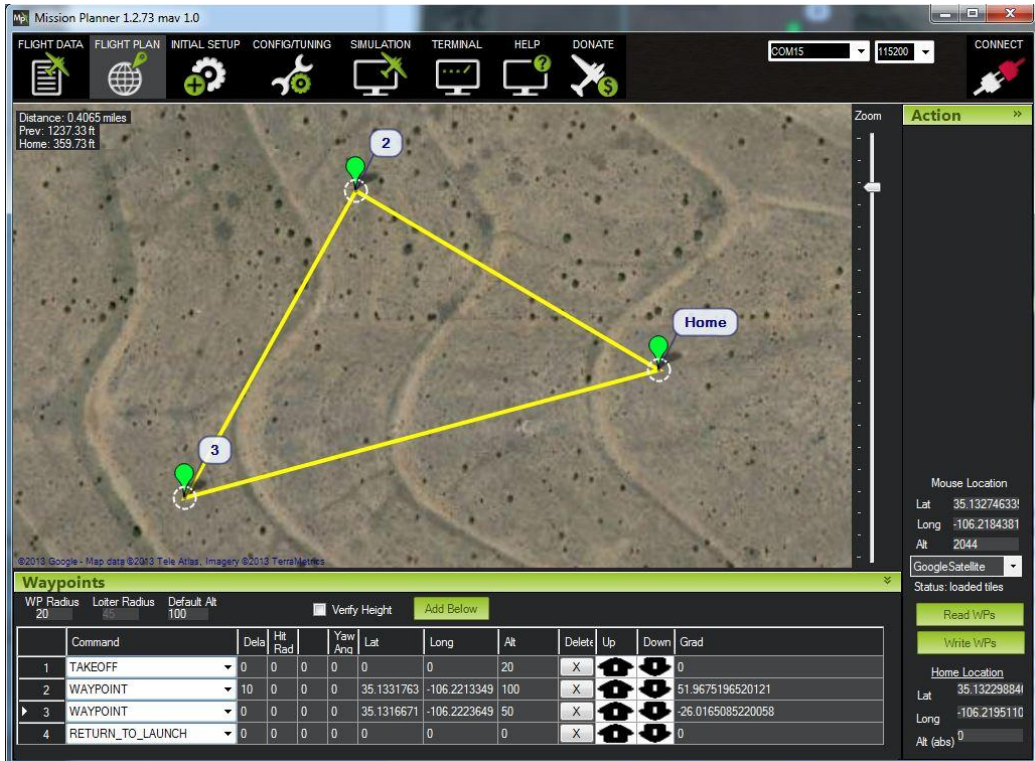 Mission Planner 1.2.73 mav 1.0
FLIGHT DATA FLIGHT PLAN INITIAL SETUP CONFIG/TUNING SIMULATION TERMINAL HELP DONATE COM15 115200 CONNECT
Distance: 0.4065 miles
Prev: 1237.33 ft
Home: 359.73 ft
Zoom
Action »
2
Home
3
©2013 Google - Map data ©2013 Tele Atlas, Imagery ©2013 TerraMetrics
Mouse Location
Lat 35.132746335
Long -106.2184381
Alt 2044
GoogleSatellite
Status: loaded tiles
Read WPs
Write WPs
Home Location
Lat 35.13229884
Long -106.2195110
Alt (abs) 0
Waypoints
WP Radius Loiter Radius Default Alt
20 45 100 Verify Height Add Below
Command Dela Hit Rad Yaw Ang Lat Long Alt Delete Up Down Grad
1 TAKEOFF 0 0 0 0 0 0 20 X 0
2 WAYPOINT 10 0 0 0 35.1331763 -106.2213349 100 X 51.9675196520121
3 WAYPOINT 0 0 0 0 35.1316671 -106.2223649 50 X -26.0165085220058
4 RETURN_TO_LAUNCH 0 0 0 0 0 0 0 X 0